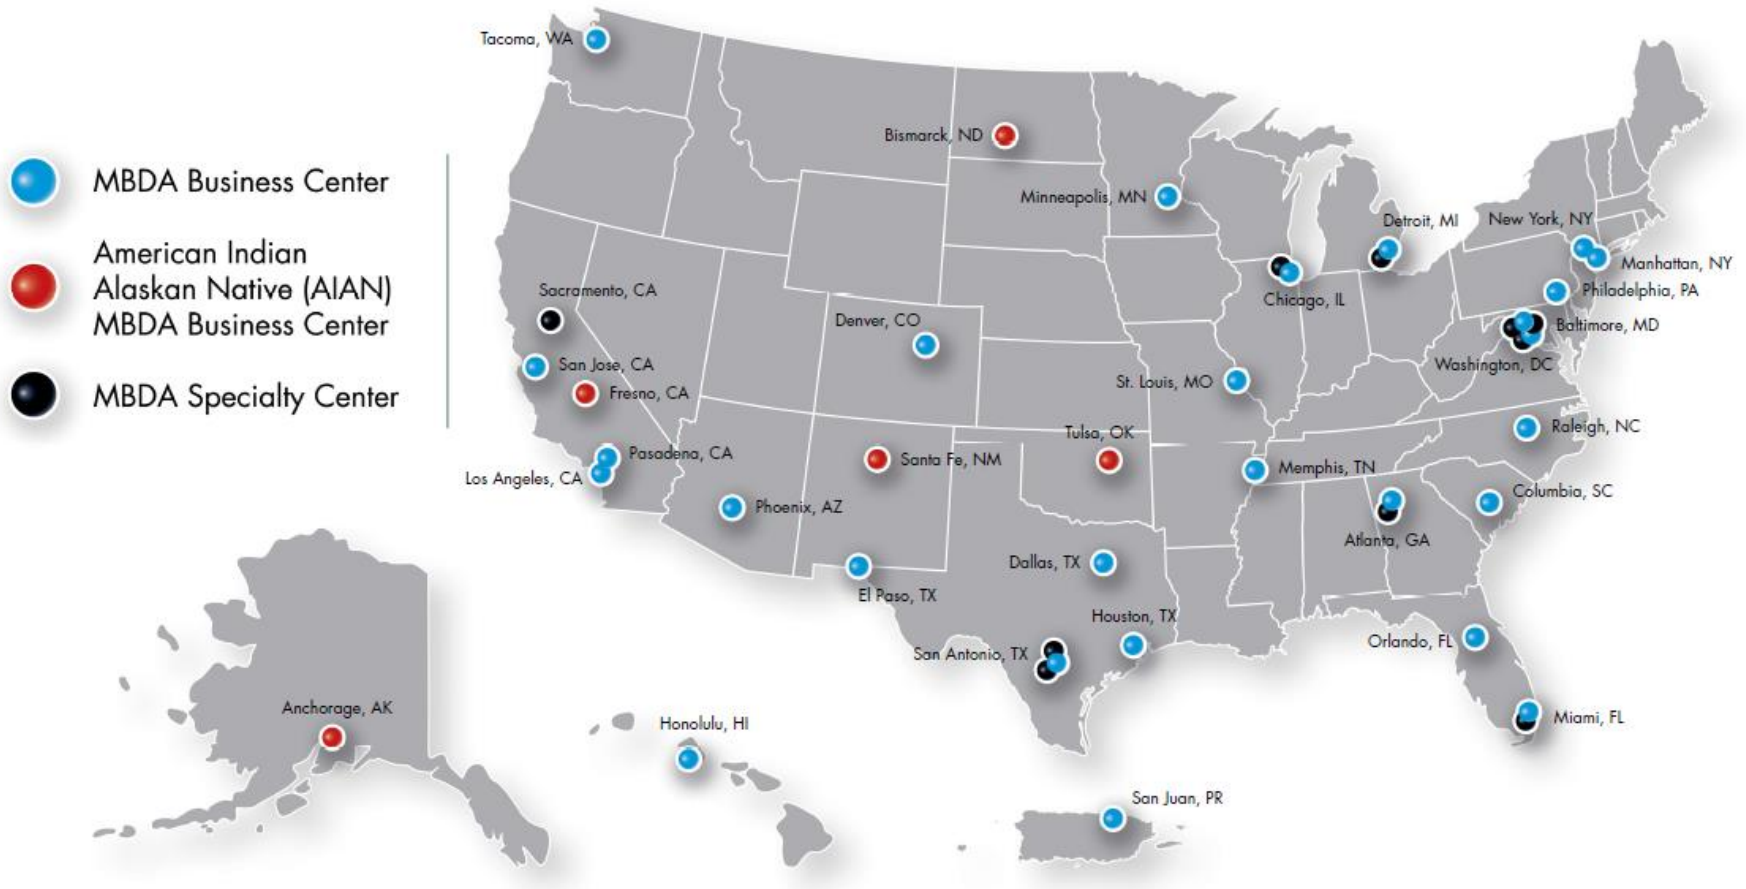 MBDA Business Center
American Indian
Alaskan Native (AIAN)
MBDA Business Center
MBDA Specialty Center
Tacoma, WA
Bismarck, ND
Minneapolis, MN
Detroit, MI
New York, NY
Manhattan, NY
Philadelphia, PA
Sacramento, CA
Chicago, IL
Denver, CO
Baltimore, MD
Washington, DC
San Jose, CA
Fresno, CA
St. Louis, MO
Tulsa, OK
Raleigh, NC
Pasadena, CA
Santa Fe, NM
Memphis, TN
Los Angeles, CA
Columbia, SC
Phoenix, AZ
Atlanta, GA
Dallas, TX
El Paso, TX
Houston, TX
Orlando, FL
San Antonio, TX
Anchorage, AK
Honolulu, HI
Miami, FL
San Juan, PR